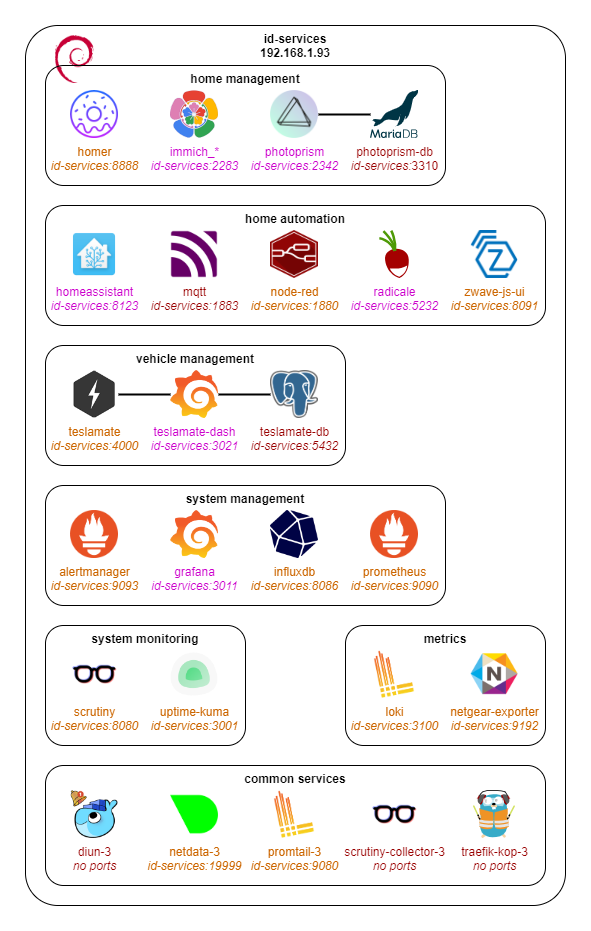 id-services
192.168.1.93
home management
MariaDB
homer immich_* photoprism photoprism-db
id-services:8888 id-services:2283 id-services:2342 id-services:3310
home automation
homeassistant mqtt node-red radicale zwave-js-ui
id-services:8123 id-services:1883 id-services:1880 id-services:5232 id-services:8091
vehicle management
teslamate teslamate-dash teslamate-db
id-services:4000 id-services:3021 id-services:5432
system management
alertmanager grafana influxdb prometheus
id-services:9093 id-services:3011 id-services:8086 id-services:9090
system monitoring metrics
N
scrutiny uptime-kuma loki netgear-exporter
id-services:8080 id-services:3001 id-services:3100 id-services:9192
common services
diun-3 netdata-3 promtail-3 scrutiny-collector-3 traefik-kop-3
no ports id-services:19999 id-services:9080 no ports no ports